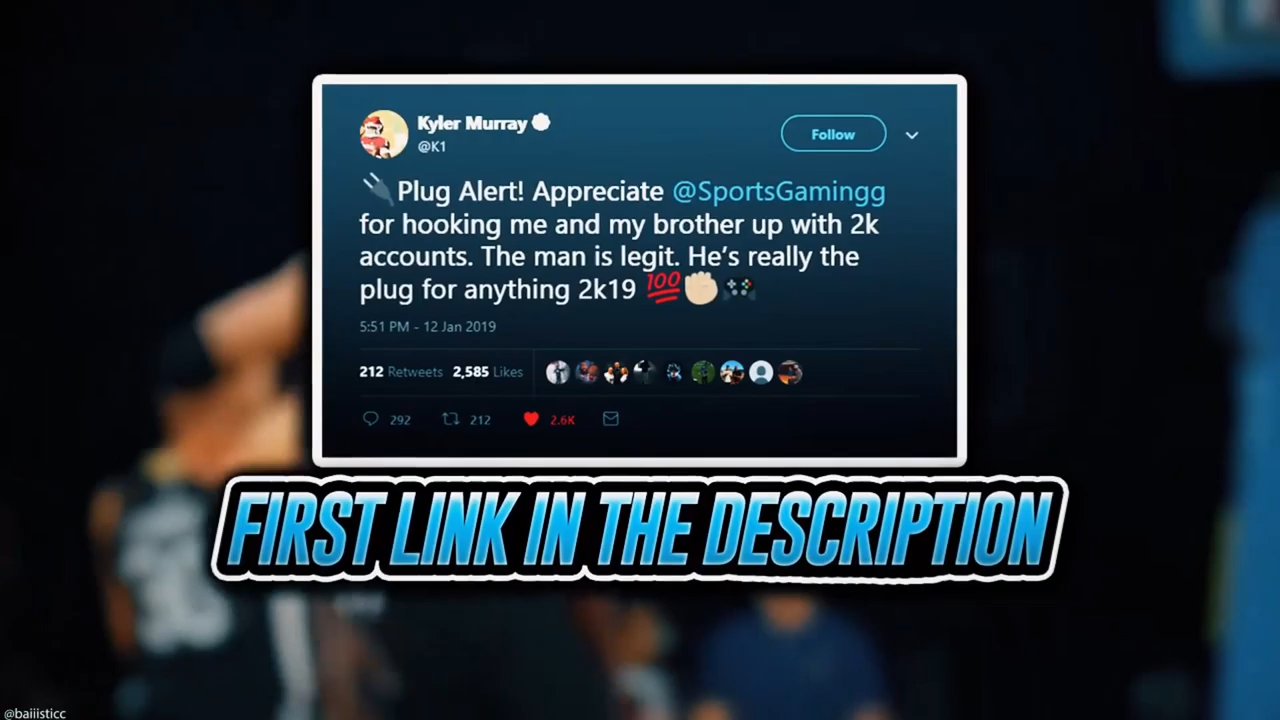 Kyler Murray
@K1
Follow
🔌Plug Alert! Appreciate @SportsGamingg
for hooking me and my brother up with 2k
accounts. The man is legit. He's really the
plug for anything 2k19 💯✊🏼🎮
5:51 PM - 12 Jan 2019
212 Retweets 2,585 Likes
292 212 2.6K
FIRST LINK IN THE DESCRIPTION
@baiiisticc